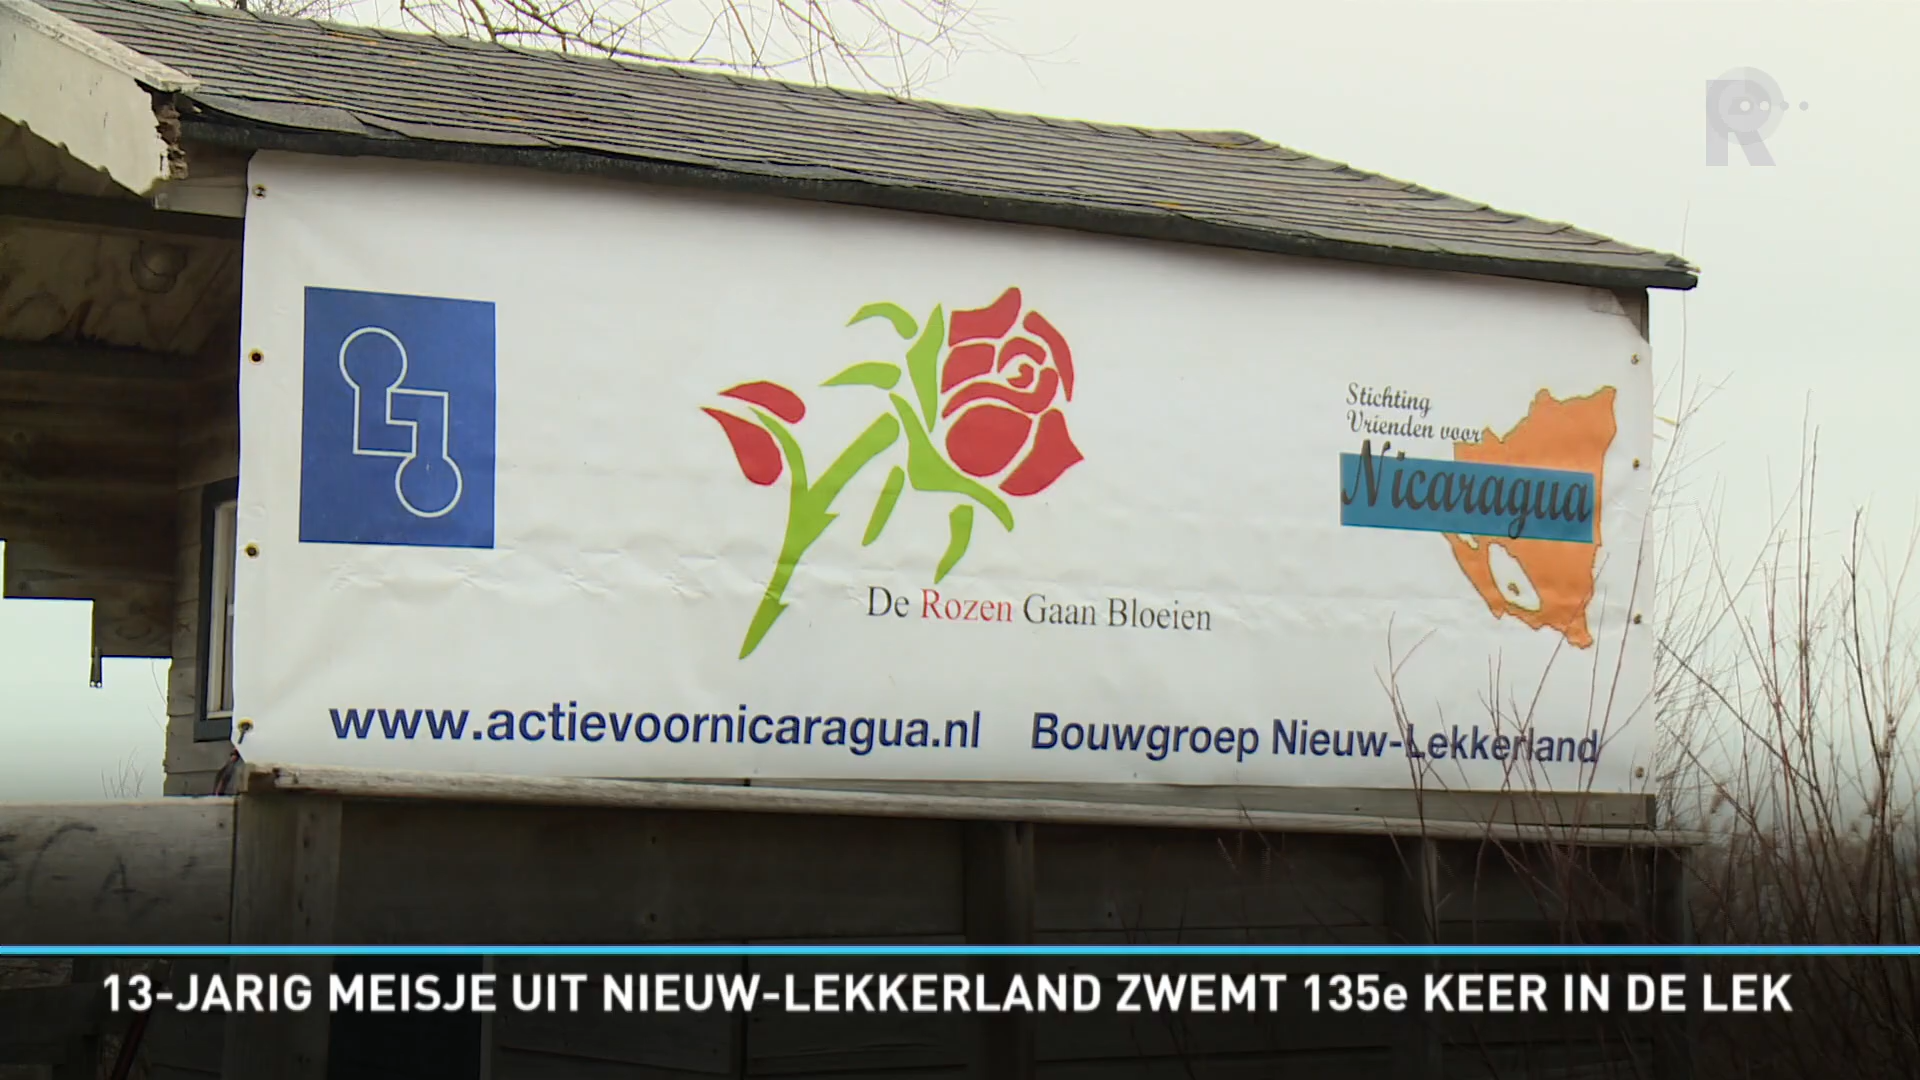 Stichting
Vrienden voor
Nicaragua
De Rozen Gaan Bloeien
www.actievoornicaragua.nl Bouwgroep Nieuw-Lekkerland
13-JARIG MEISJE UIT NIEUW-LEKKERLAND ZWEMT 135e KEER IN DE LEK